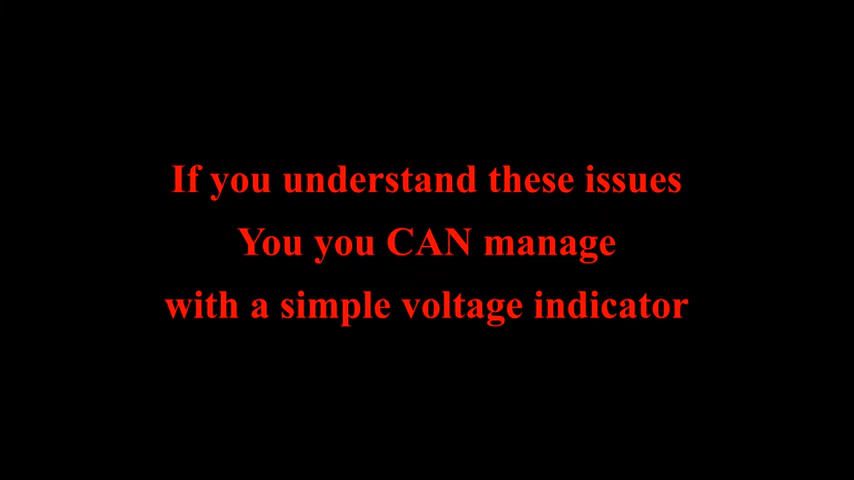 If you understand these issues
You you CAN manage
with a simple voltage indicator